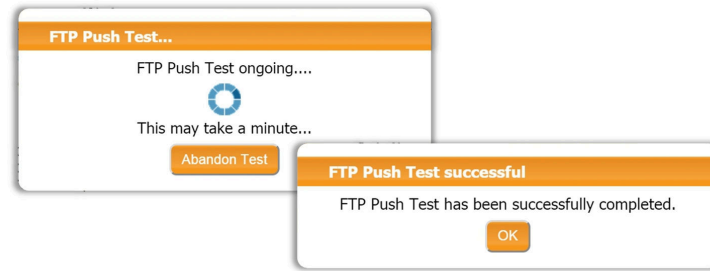 FTP Push Test...
FTP Push Test ongoing....
This may take a minute...
Abandon Test
FTP Push Test successful
FTP Push Test has been successfully completed.
OK